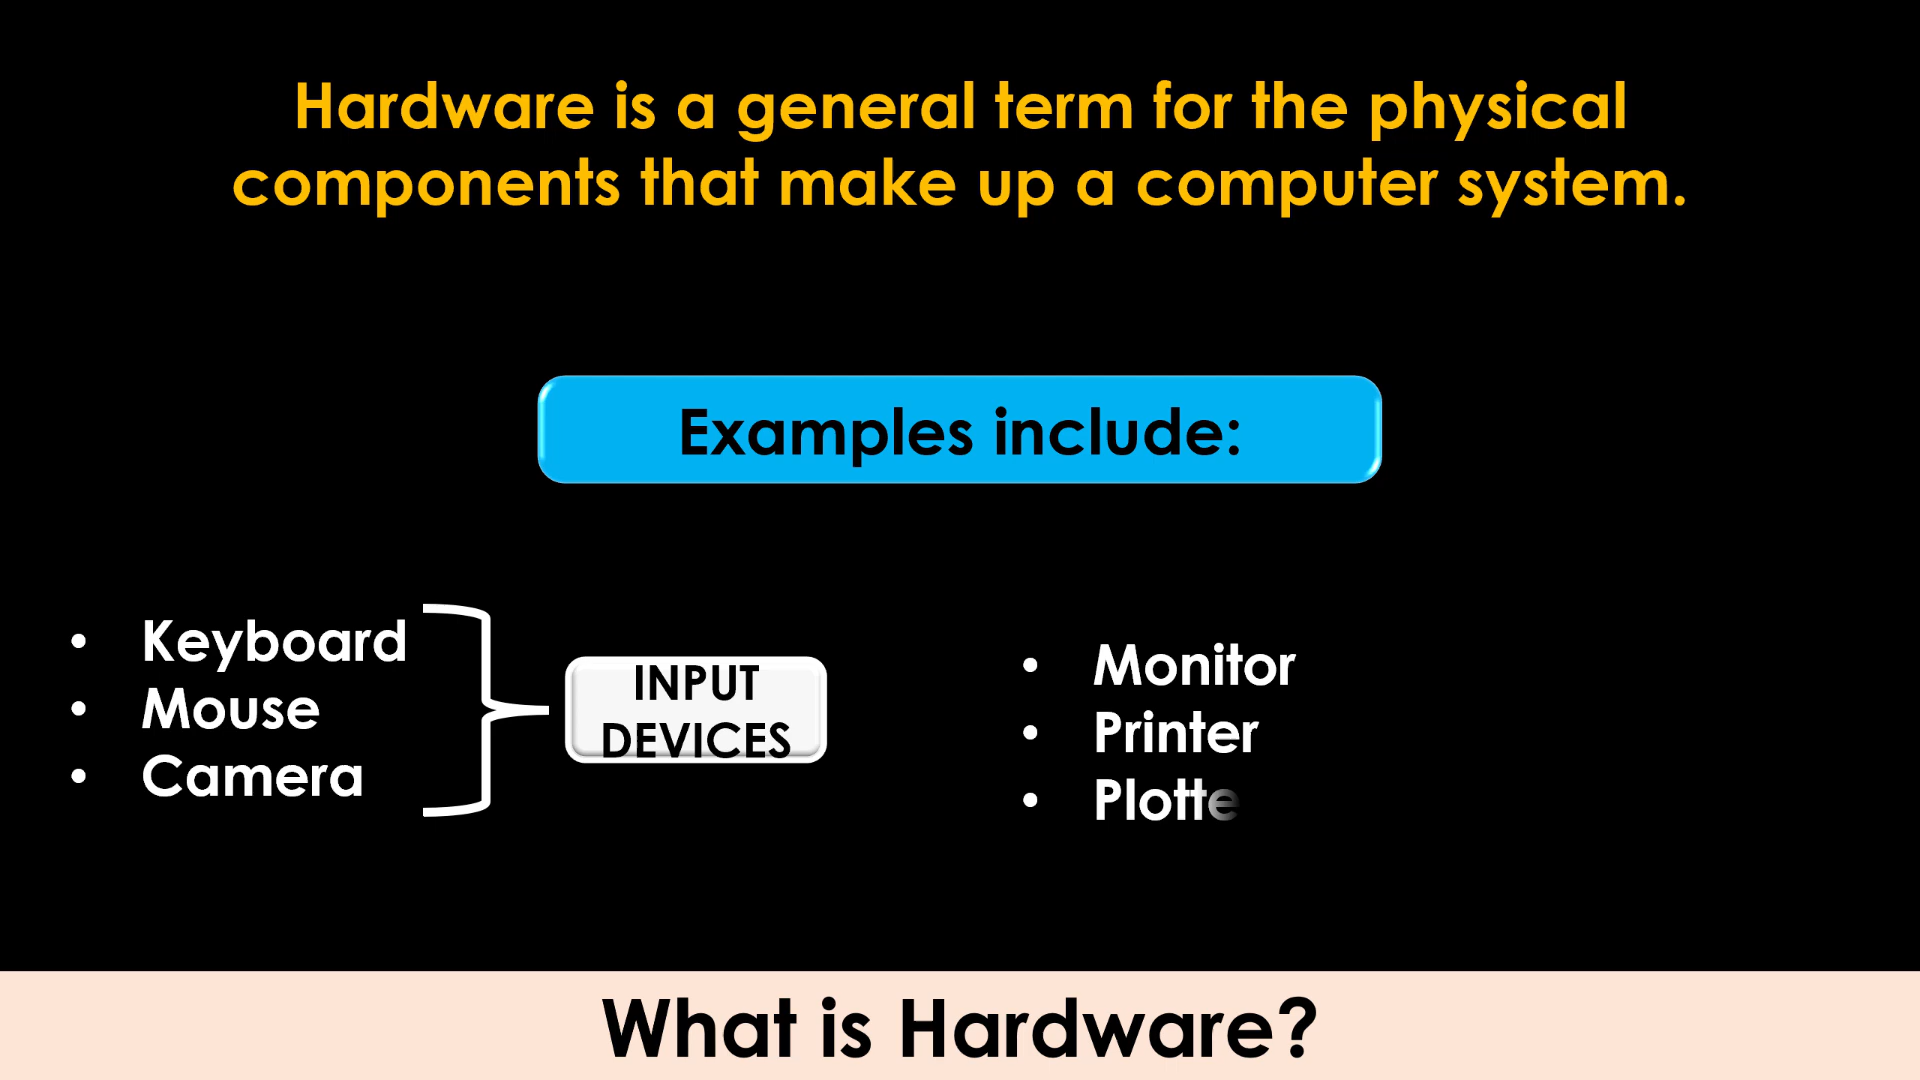 Hardware is a general term for the physical
components that make up a computer system.
Examples include:
• Keyboard
• Mouse
• Camera
INPUT
DEVICES
• Monitor
• Printer
• Plotte
What is Hardware?